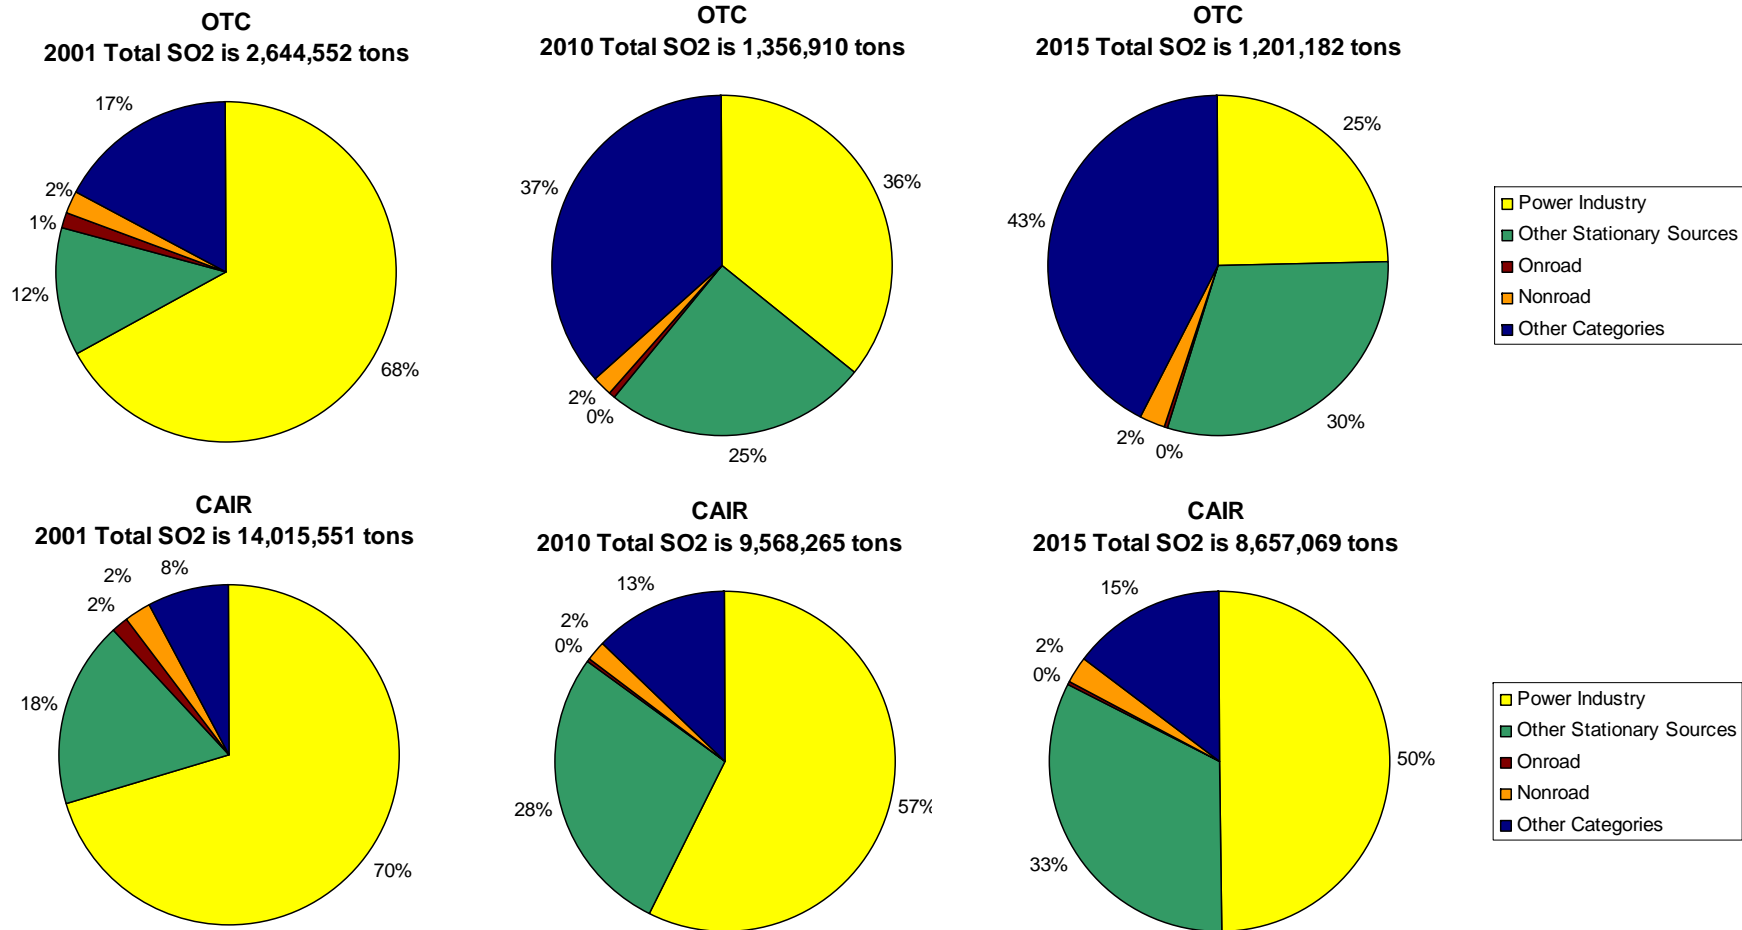 OTC
2001 Total SO2 is 2,644,552 tons
17%
2%
1%
12%
68%
OTC
2010 Total SO2 is 1,356,910 tons
37%
36%
2%
0%
25%
OTC
2015 Total SO2 is 1,201,182 tons
25%
43%
30%
2%
0%
Power Industry
Other Stationary Sources
Onroad
Nonroad
Other Categories
CAIR
2001 Total SO2 is 14,015,551 tons
2%
8%
2%
18%
70%
CAIR
2010 Total SO2 is 9,568,265 tons
13%
2%
0%
28%
57%
CAIR
2015 Total SO2 is 8,657,069 tons
15%
2%
0%
50%
33%
Power Industry
Other Stationary Sources
Onroad
Nonroad
Other Categories